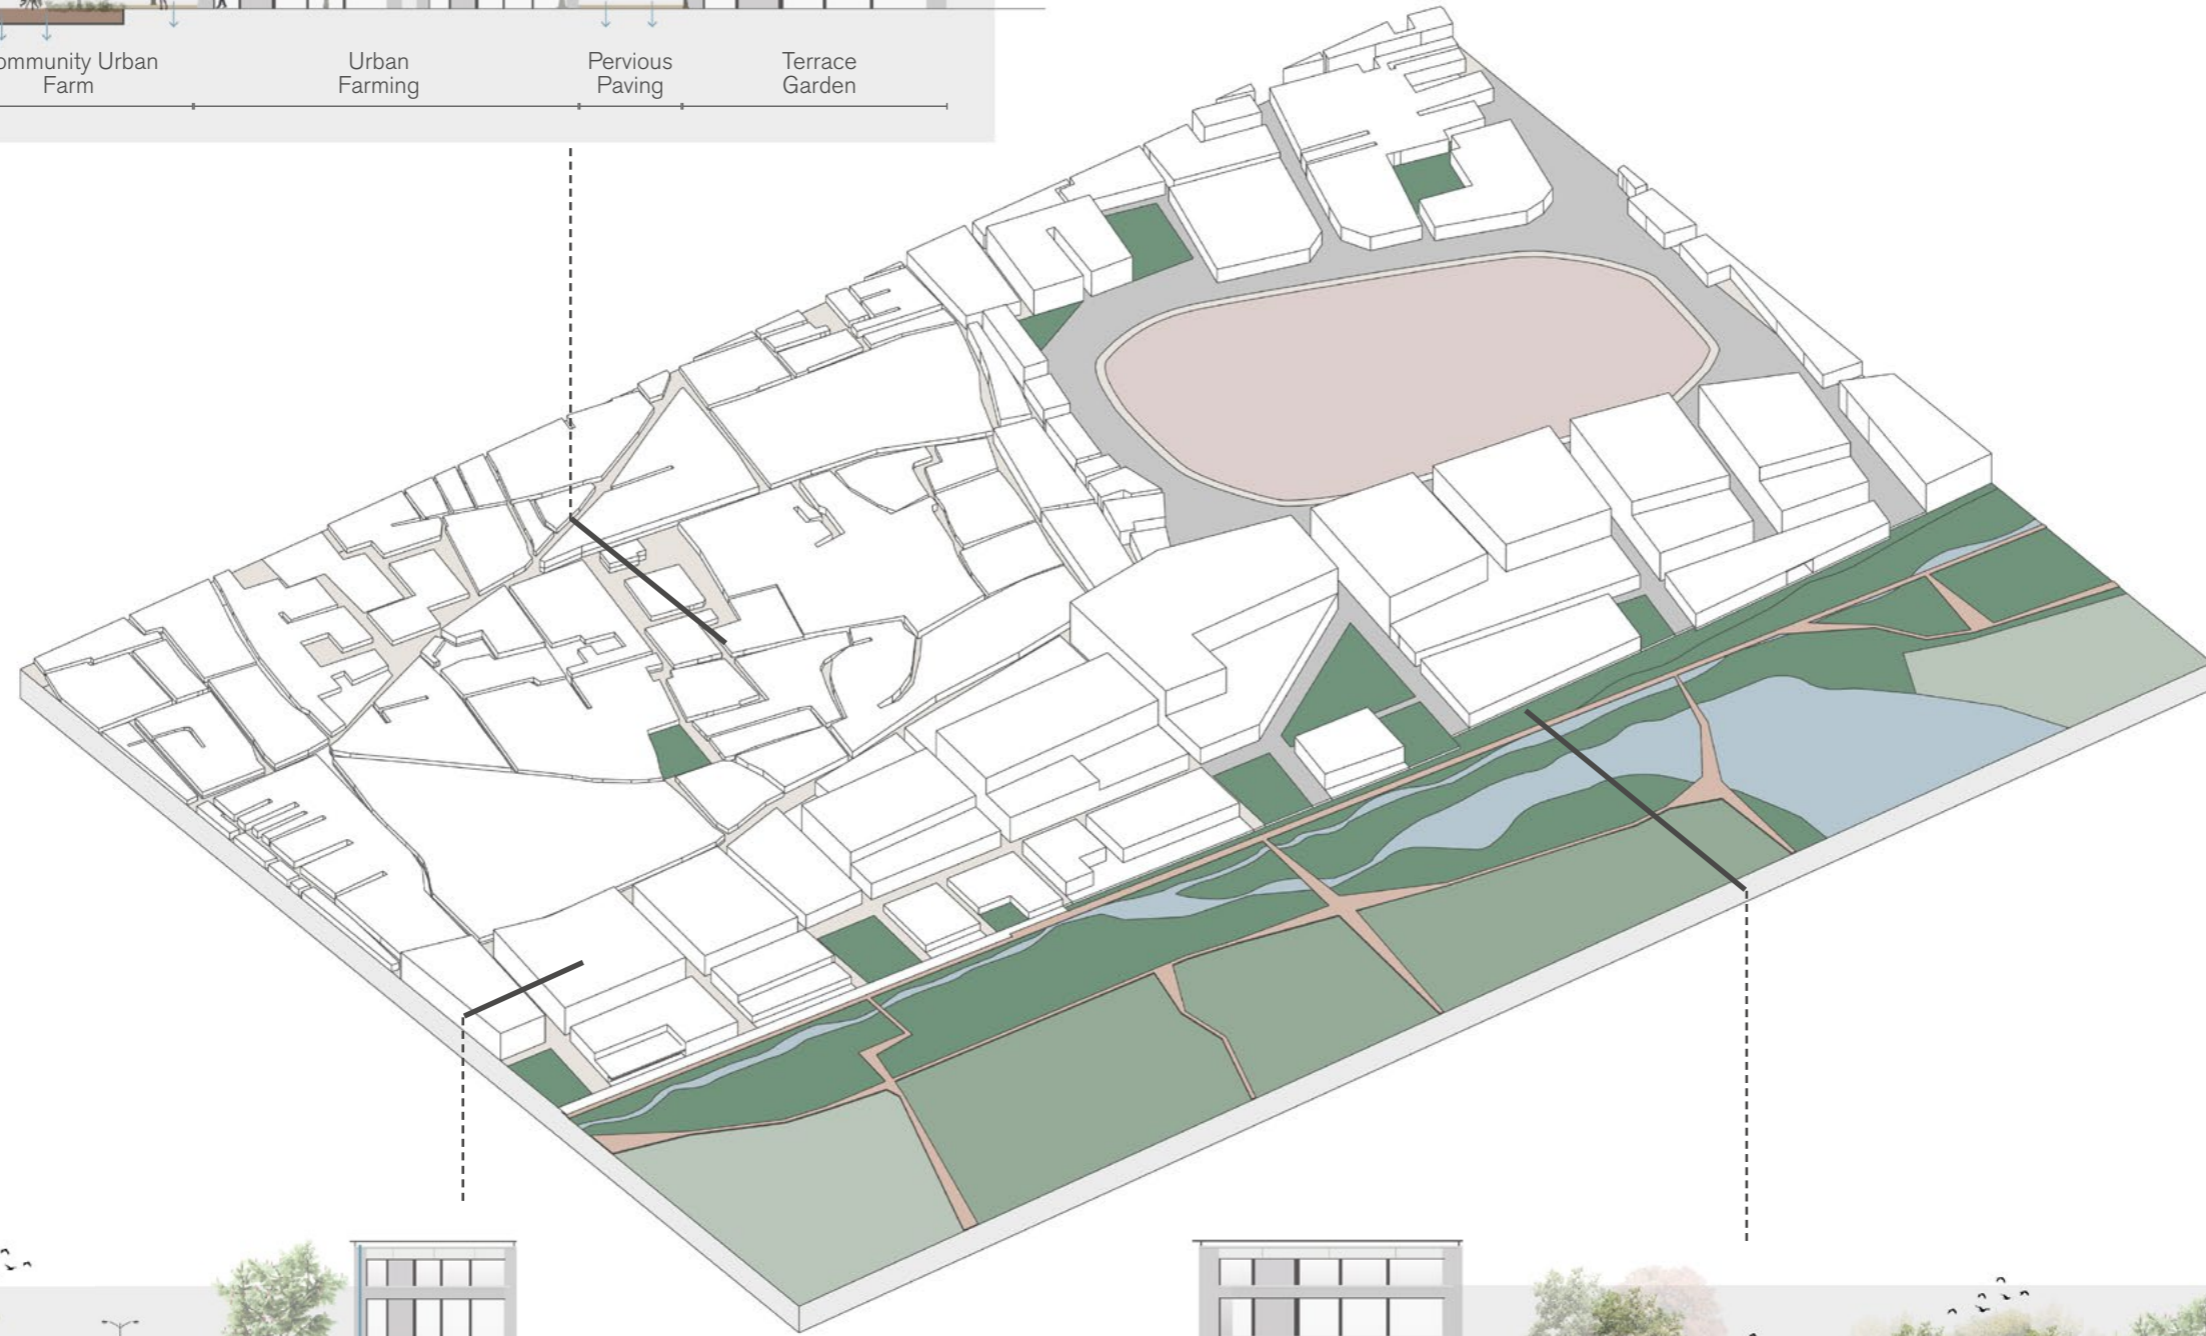 ommunity Urban
Farm
Urban
Farming
Pervious
Paving
Terrace
Garden